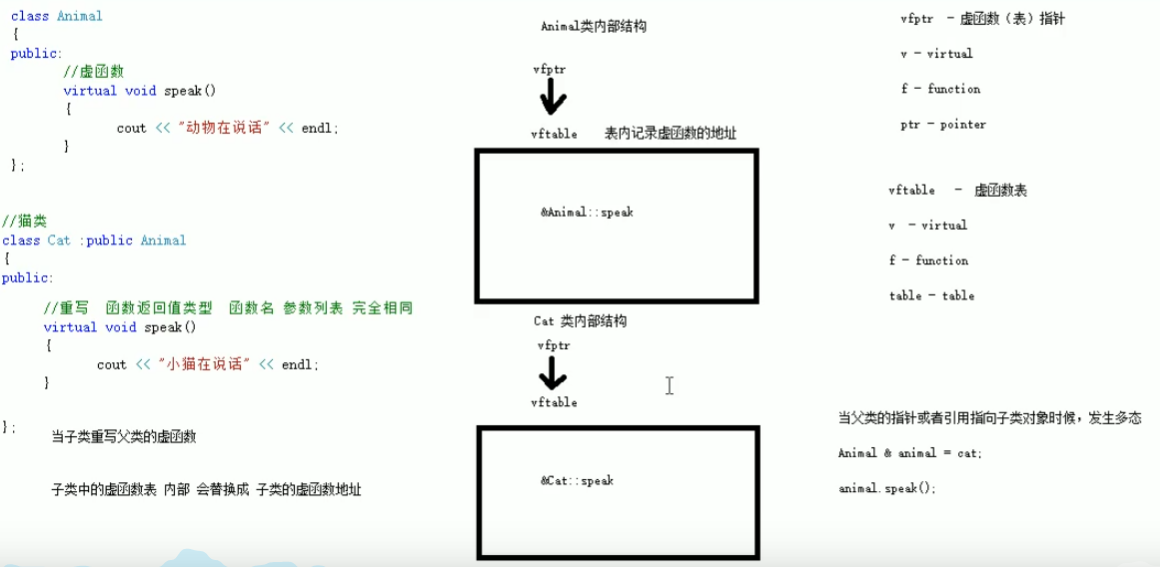 class Animal
{
public:
//虚函数
virtual void speak()
{
cout << "动物在说话" << endl;
}
};
//猫类
class Cat :public Animal
{
public:
//重写 函数返回值类型 函数名 参数列表 完全相同
virtual void speak()
{
cout << "小猫在说话" << endl;
}
};
当子类重写父类的虚函数
子类中的虚函数表 内部 会替换成 子类的虚函数地址
Animal类内部结构
vfptr
vftable 表内记录虚函数的地址
&Animal::speak
Cat 类内部结构
vfptr
vftable
&Cat::speak
vfptr - 虚函数（表）指针
v - virtual
f - function
ptr - pointer
vftable - 虚函数表
v - virtual
f - function
table - table
当父类的指针或者引用指向子类对象时候，发生多态
Animal & animal = cat;
animal.speak();